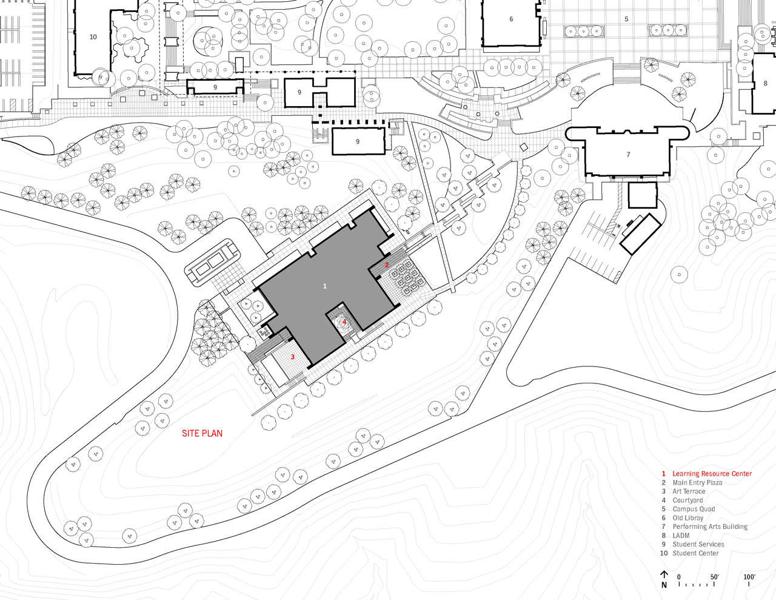 6
5
10
8
9
9
9
7
2
1
4
3
SITE PLAN
1 Learning Resource Center
2 Main Entry Plaza
3 Art Terrace
4 Courtyard
5 Campus Quad
6 Old Libray
7 Performing Arts Building
8 LADM
9 Student Services
10 Student Center
N 0 50' 100'